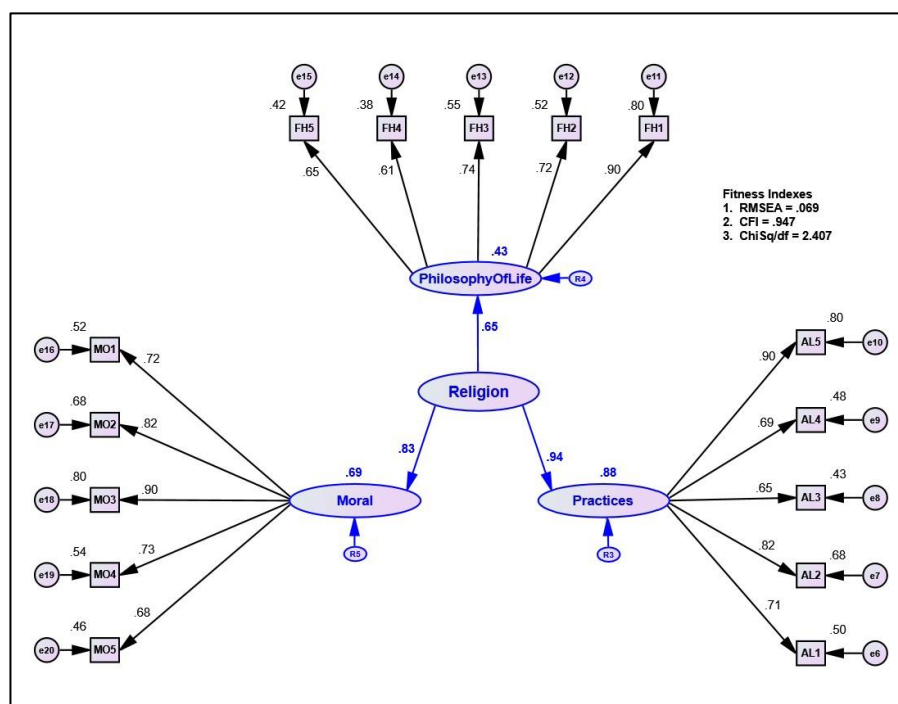 e15 e14 e13 e12 e11
.42 .38 .55 .52 .80
FH5 FH4 FH3 FH2 FH1
.65 .61 .74 .72 .90
Fitness Indexes
1. RMSEA = .069
2. CFI = .947
3. ChiSq/df = 2.407
.43
PhilosophyOfLife R4
.65
Religion
.83 .94
.52
e16 MO1 .72
.68
e17 MO2 .82
.80
e18 MO3 .90
.54
e19 MO4 .73
.46
e20 MO5 .68
.69
Moral
R5
.88
Practices
R3
.80
.90 AL5 e10
.48
.69 AL4 e9
.43
.65 AL3 e8
.68
.82 AL2 e7
.50
.71 AL1 e6